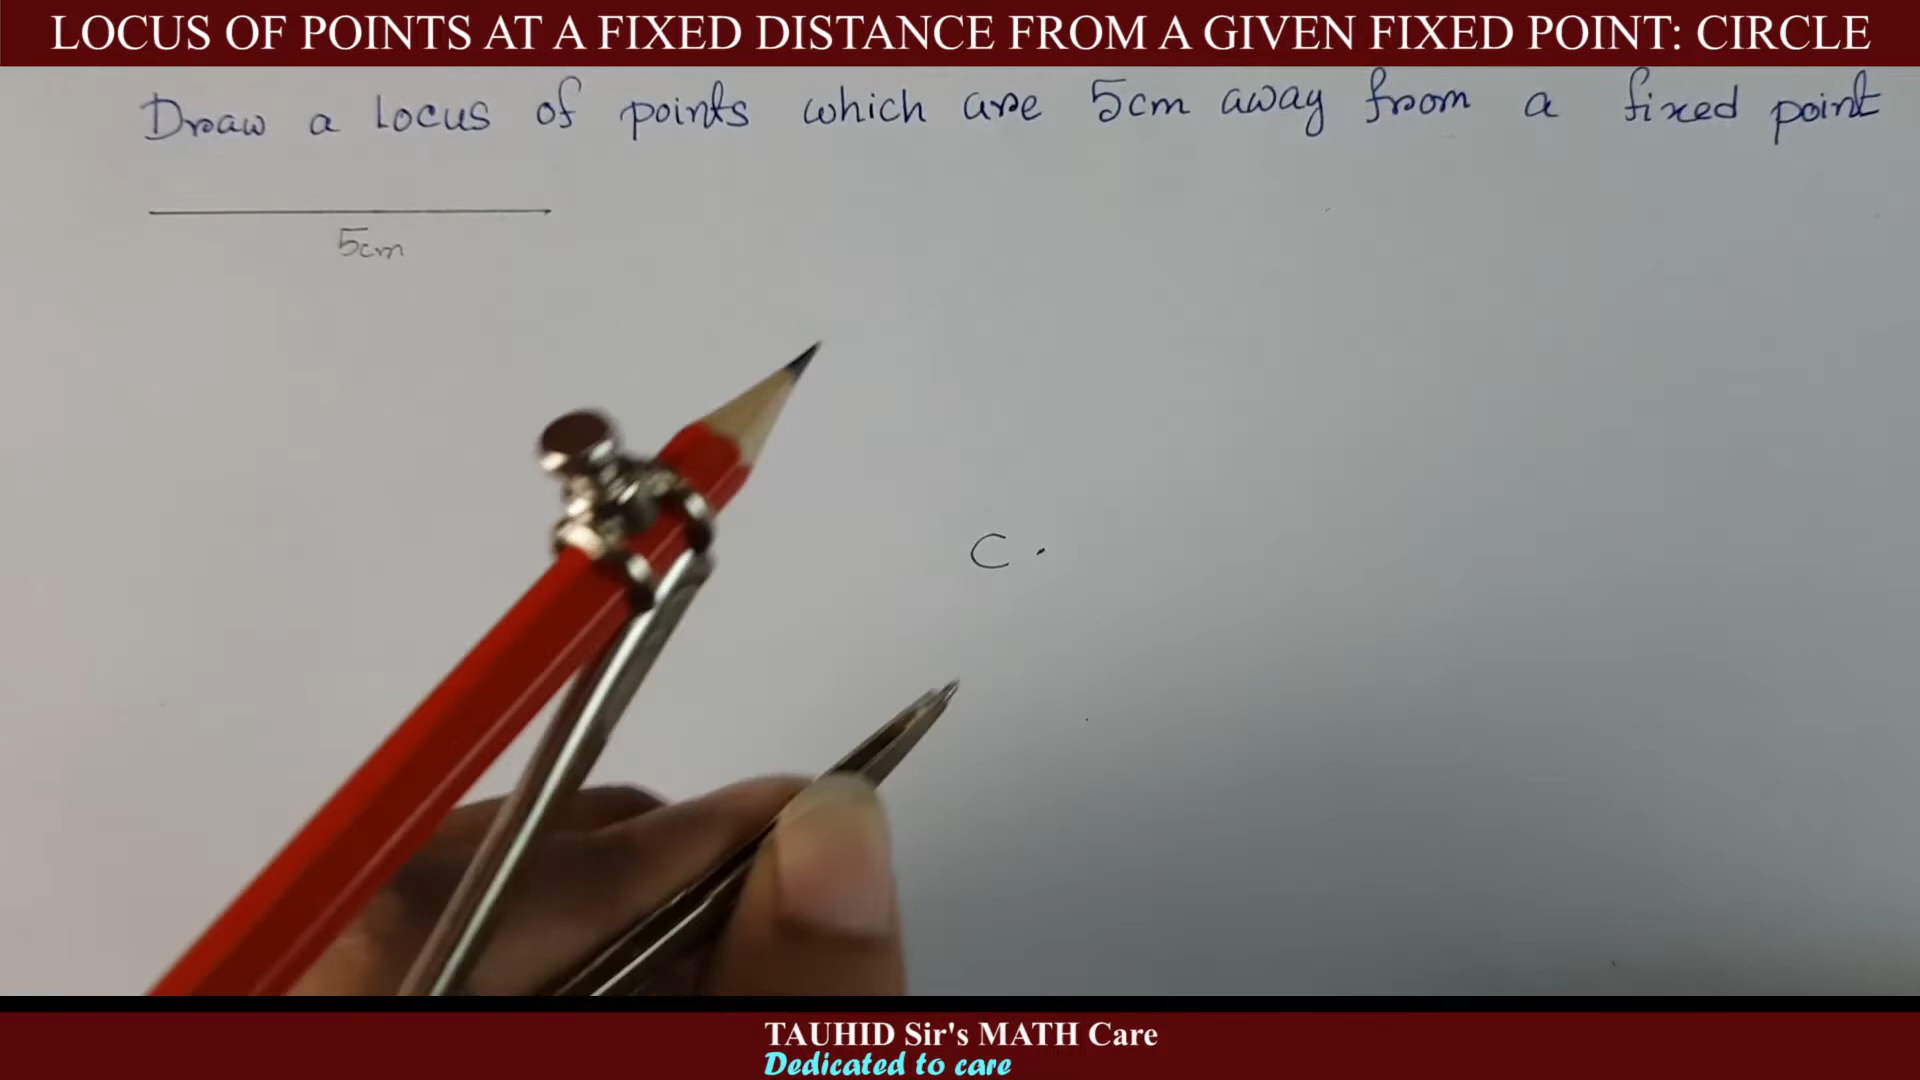 LOCUS OF POINTS AT A FIXED DISTANCE FROM A GIVEN FIXED POINT: CIRCLE
Draw a locus of points which are 5cm away from a fixed point
5cm
C
TAUHID Sir's MATH Care
Dedicated to care